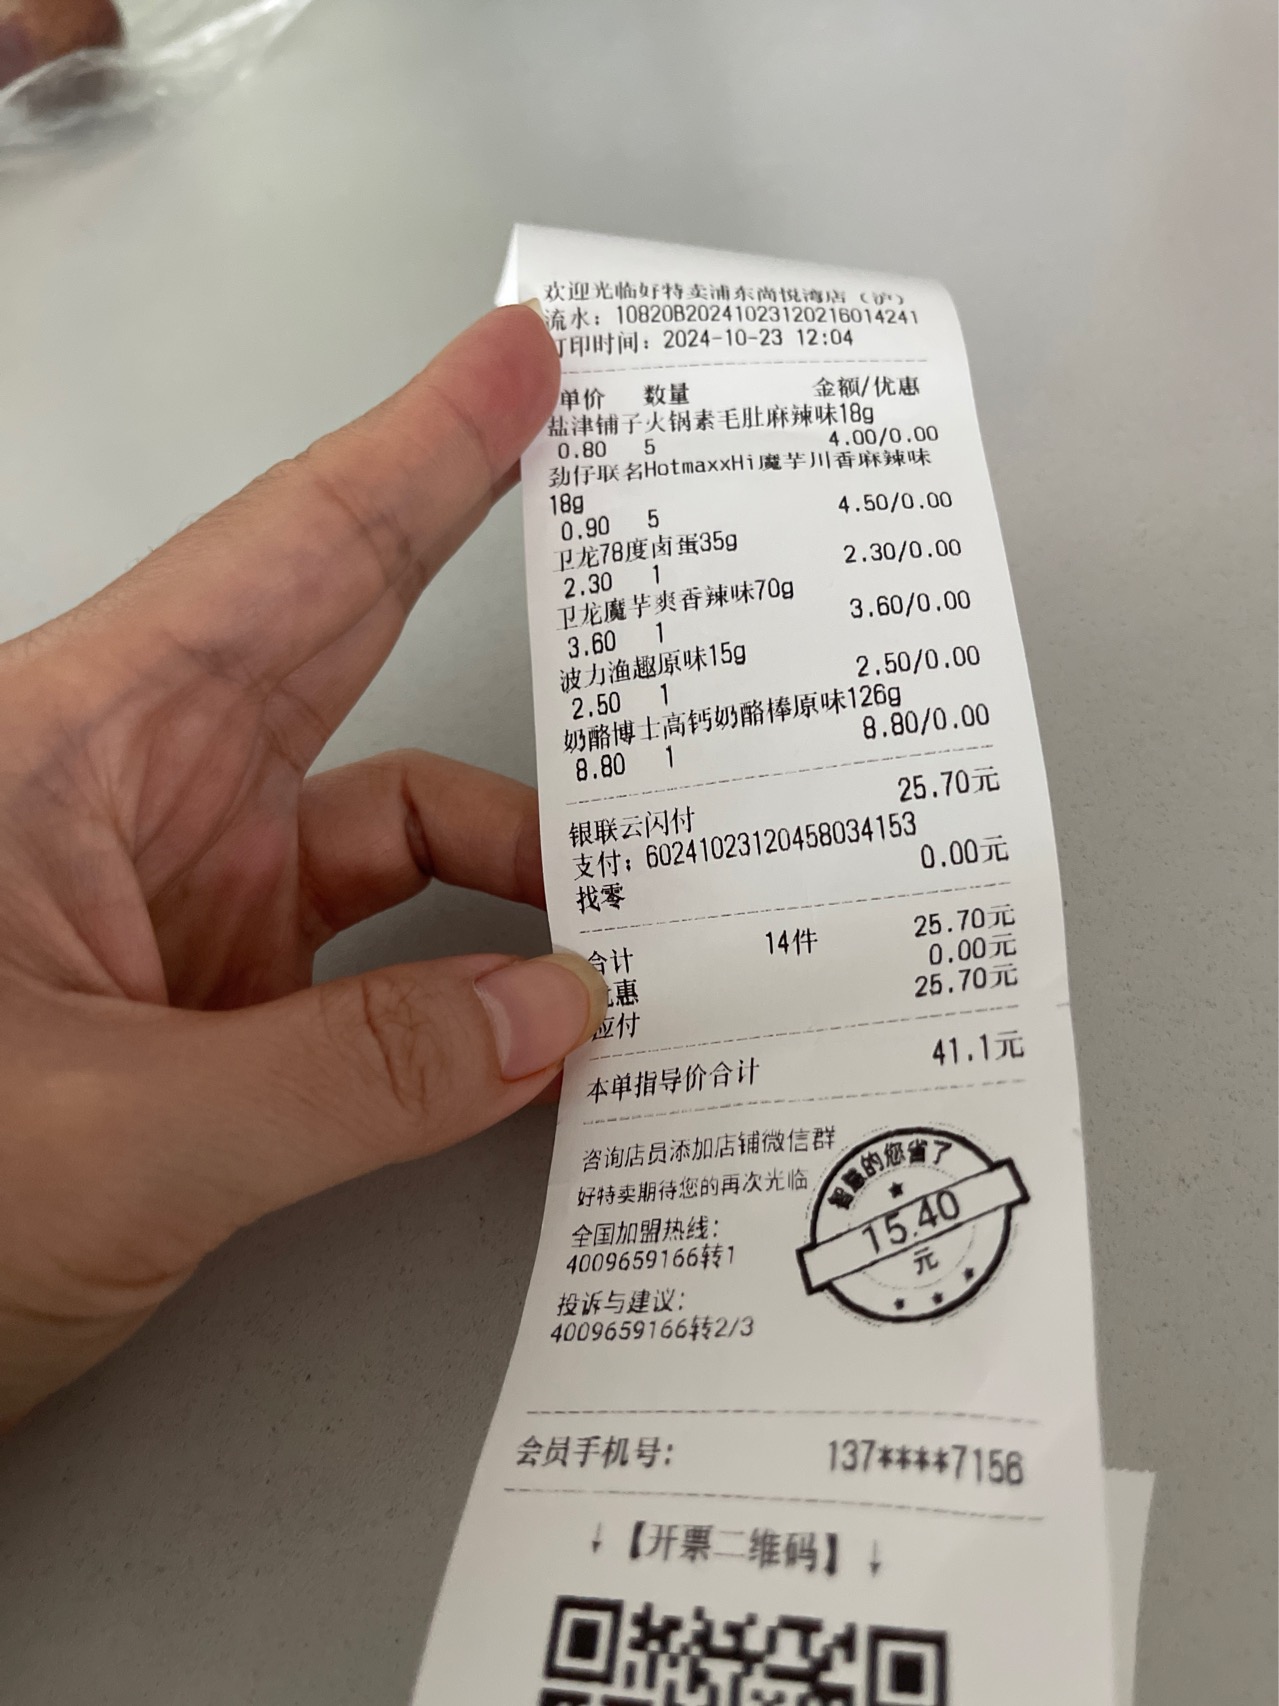 欢迎光临好特卖浦东尚悦湾店（沪）
流水：10820B20241023120216014241
打印时间：2024-10-23 12:04
单价 数量 金额/优惠
盐津铺子火锅素毛肚麻辣味18g
0.80 5 4.00/0.00
劲仔联名HotmaxxHi魔芋川香麻辣味
18g
0.90 5 4.50/0.00
卫龙78度卤蛋35g
2.30 1 2.30/0.00
卫龙魔芋爽香辣味70g
3.60 1 3.60/0.00
波力渔趣原味15g
2.50 1 2.50/0.00
奶酪博士高钙奶酪棒原味126g
8.80 1 8.80/0.00
银联云闪付 25.70元
支付：60241023120458034153
找零 0.00元
合计 14件 25.70元
优惠 0.00元
应付 25.70元
本单指导价合计 41.1元
咨询店员添加店铺微信群
好特卖期待您的再次光临
全国加盟热线：
4009659166转1
投诉与建议：
4009659166转2/3
智慧的您省了
15.40
元
会员手机号： 137****7156
↓【开票二维码】↓